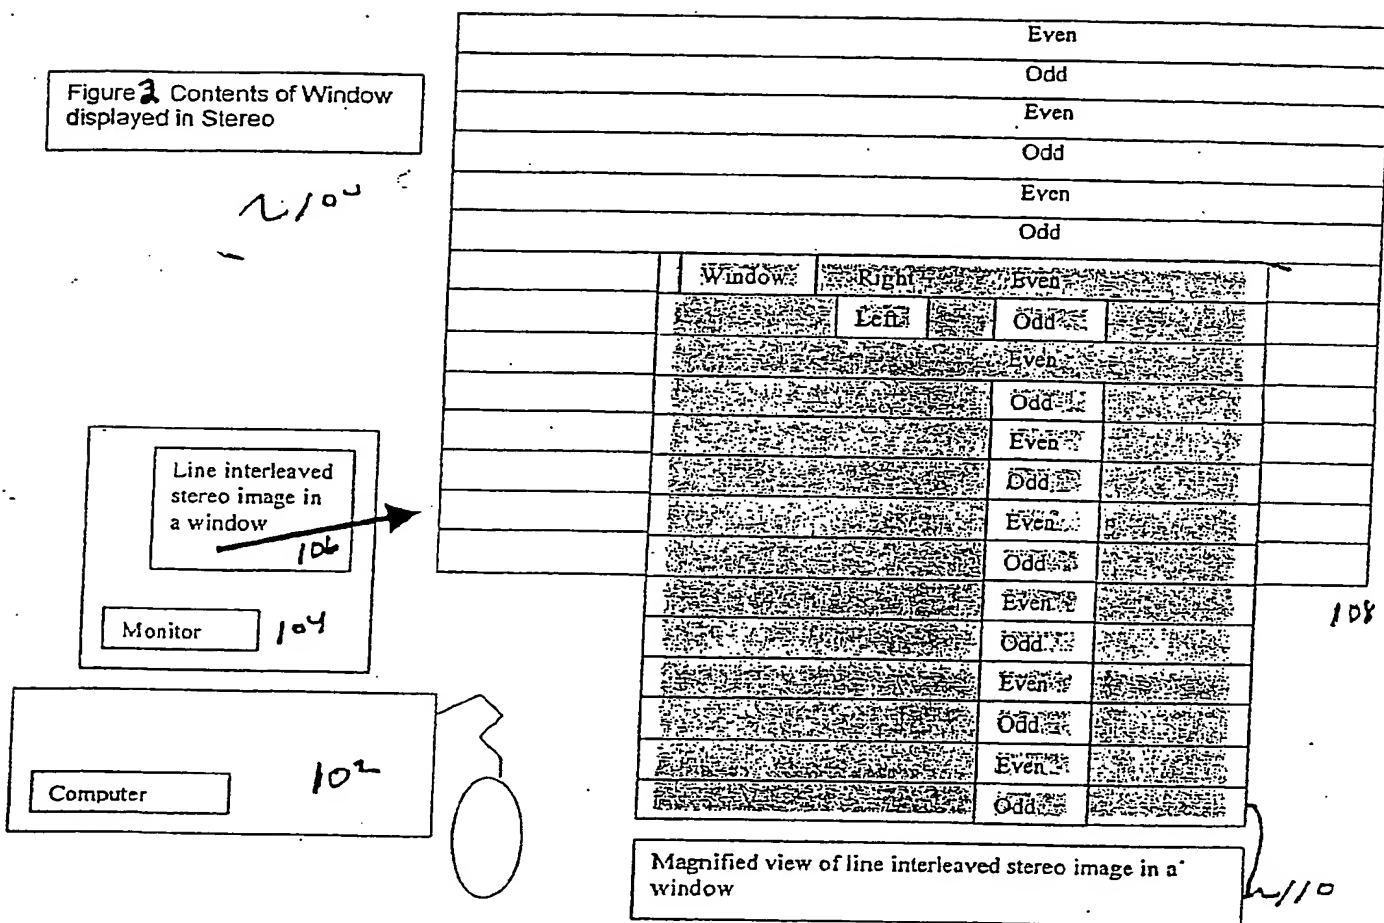 Even
Odd
Figure 2 Contents of Window
displayed in Stereo
Even
Odd
Even
100
Odd
Window Right Even
Left Odd
Even
Odd
Even
Line interleaved
stereo image in
a window
106
Odd
Even
Odd
Even
108
Monitor 104
Odd
Even
Odd
Even
Computer 102
Odd
Magnified view of line interleaved stereo image in a
window
110